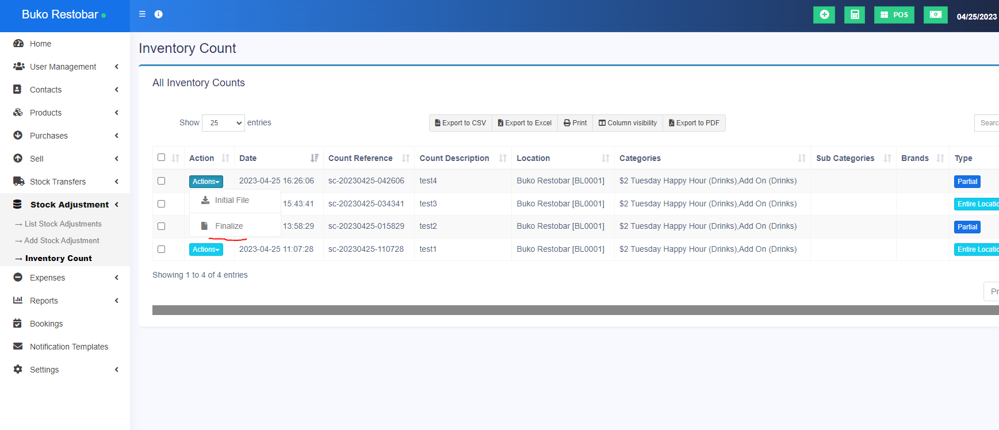 Buko Restobar
POS
04/25/2023
Home
User Management
Contacts
Products
Purchases
Sell
Stock Transfers
Stock Adjustment
→ List Stock Adjustments
→ Add Stock Adjustment
→ Inventory Count
Expenses
Reports
Bookings
Notification Templates
Settings
Inventory Count
All Inventory Counts
Show 25 entries
Export to CSV Export to Excel Print Column visibility Export to PDF
Searc
Action Date Count Reference Count Description Location Categories Sub Categories Brands Type
Actions 2023-04-25 16:26:06 sc-20230425-042606 test4 Buko Restobar [BL0001] $2 Tuesday Happy Hour (Drinks),Add On (Drinks) Partial
Initial File
15:43:41 sc-20230425-034341 test3 Buko Restobar [BL0001] $2 Tuesday Happy Hour (Drinks),Add On (Drinks) Entire Locatio
Finalize
13:58:29 sc-20230425-015829 test2 Buko Restobar [BL0001] $2 Tuesday Happy Hour (Drinks),Add On (Drinks) Partial
Actions 2023-04-25 11:07:28 sc-20230425-110728 test1 Buko Restobar [BL0001] $2 Tuesday Happy Hour (Drinks),Add On (Drinks) Entire Locatio
Showing 1 to 4 of 4 entries
Pr